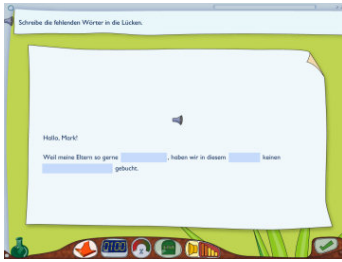 Schreibe die fehlenden Wörter in die Lücken.
Hallo, Mark!
Weil meine Eltern so gerne , haben wir in diesem keinen
gebucht.